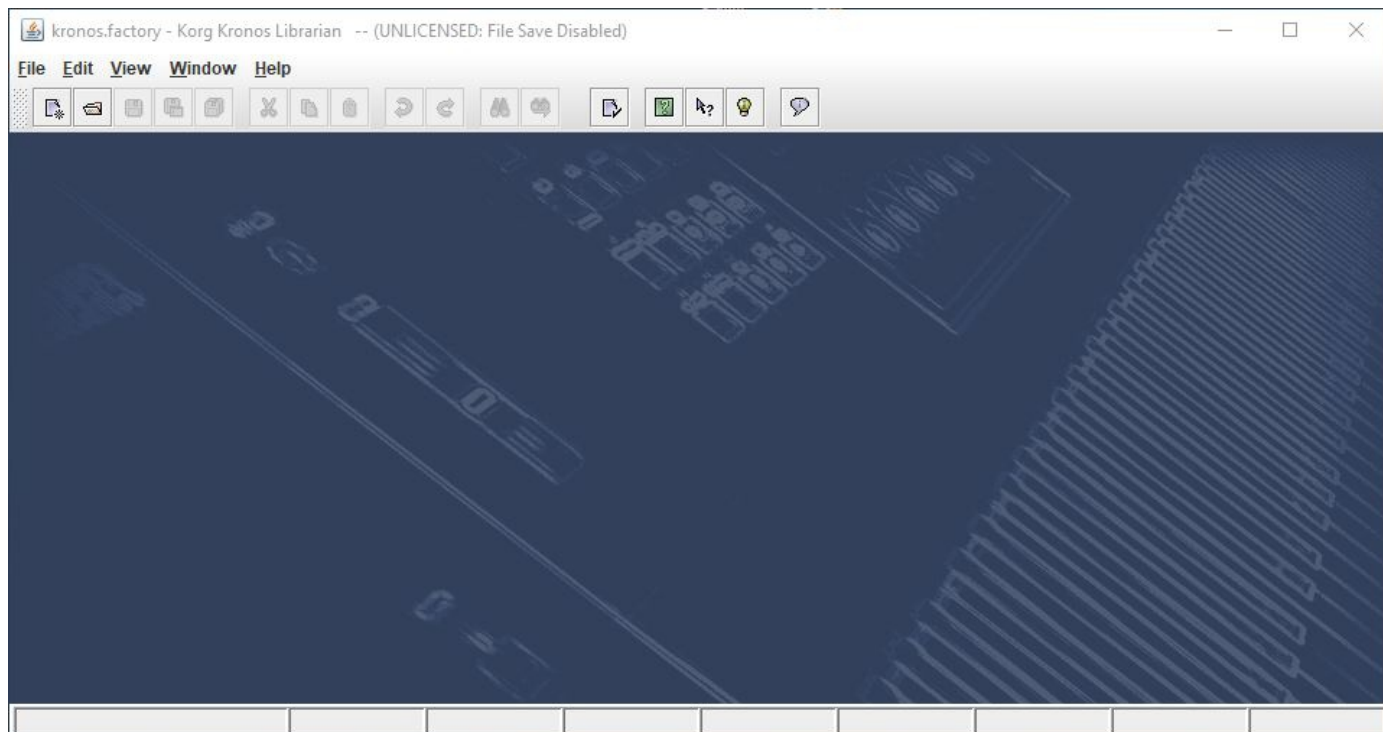 kronos.factory - Korg Kronos Librarian -- (UNLICENSED: File Save Disabled)
File Edit View Window Help